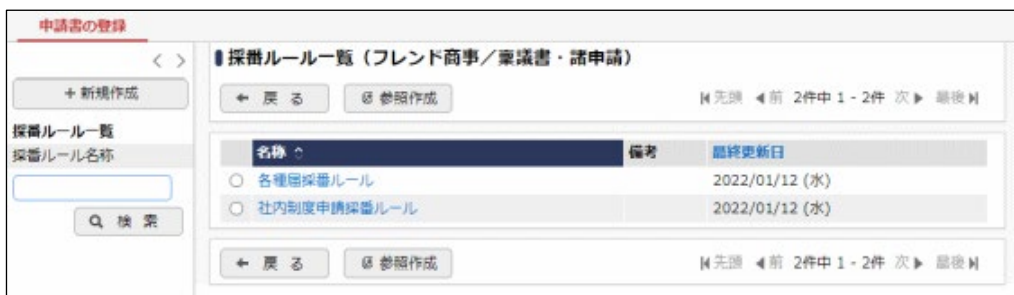 申請書の登録
< >
+ 新規作成
採番ルール一覧
採番ルール名称
検 索
採番ルール一覧（フレンド商事／稟議書・諸申請）
戻 る 参照作成 先頭 前 2件中 1 - 2件 次 最後
名称 備考 最終更新日
各種届採番ルール 2022/01/12 (水)
社内制度申請採番ルール 2022/01/12 (水)
戻 る 参照作成 先頭 前 2件中 1 - 2件 次 最後